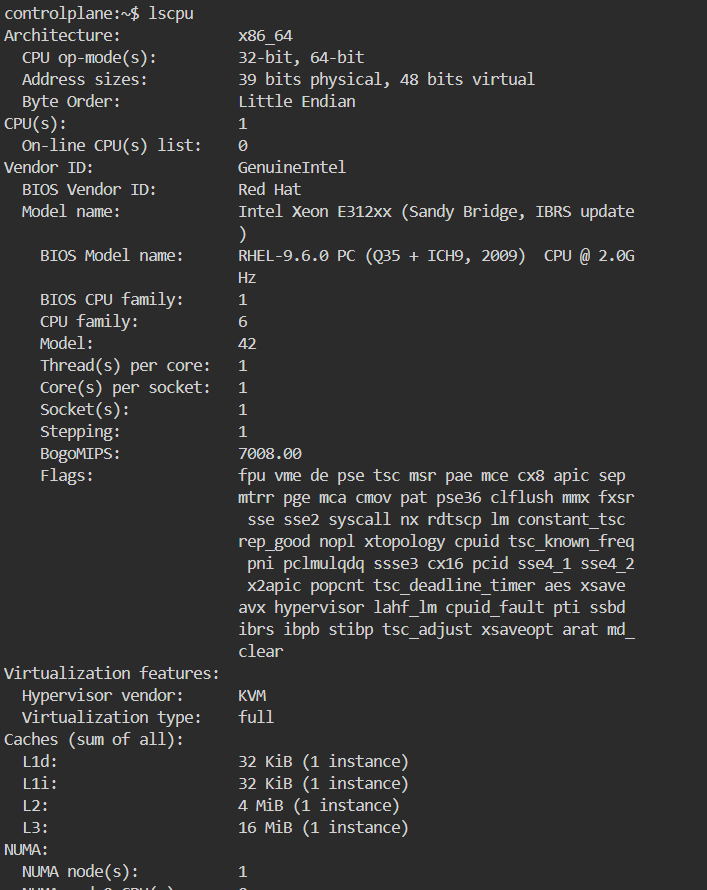 controlplane:~$ lscpu
Architecture:            x86_64
  CPU op-mode(s):        32-bit, 64-bit
  Address sizes:         39 bits physical, 48 bits virtual
  Byte Order:            Little Endian
CPU(s):                  1
  On-line CPU(s) list:   0
Vendor ID:               GenuineIntel
  BIOS Vendor ID:        Red Hat
  Model name:            Intel Xeon E312xx (Sandy Bridge, IBRS update
                         )
    BIOS Model name:     RHEL-9.6.0 PC (Q35 + ICH9, 2009)  CPU @ 2.0G
                         Hz
    BIOS CPU family:     1
    CPU family:          6
    Model:               42
    Thread(s) per core:  1
    Core(s) per socket:  1
    Socket(s):           1
    Stepping:            1
    BogoMIPS:            7008.00
    Flags:               fpu vme de pse tsc msr pae mce cx8 apic sep
                         mtrr pge mca cmov pat pse36 clflush mmx fxsr
                          sse sse2 syscall nx rdtscp lm constant_tsc
                         rep_good nopl xtopology cpuid tsc_known_freq
                          pni pclmulqdq ssse3 cx16 pcid sse4_1 sse4_2
                          x2apic popcnt tsc_deadline_timer aes xsave
                         avx hypervisor lahf_lm cpuid_fault pti ssbd
                         ibrs ibpb stibp tsc_adjust xsaveopt arat md_
                         clear
Virtualization features:
  Hypervisor vendor:     KVM
  Virtualization type:   full
Caches (sum of all):
  L1d:                   32 KiB (1 instance)
  L1i:                   32 KiB (1 instance)
  L2:                    4 MiB (1 instance)
  L3:                    16 MiB (1 instance)
NUMA:
  NUMA node(s):          1